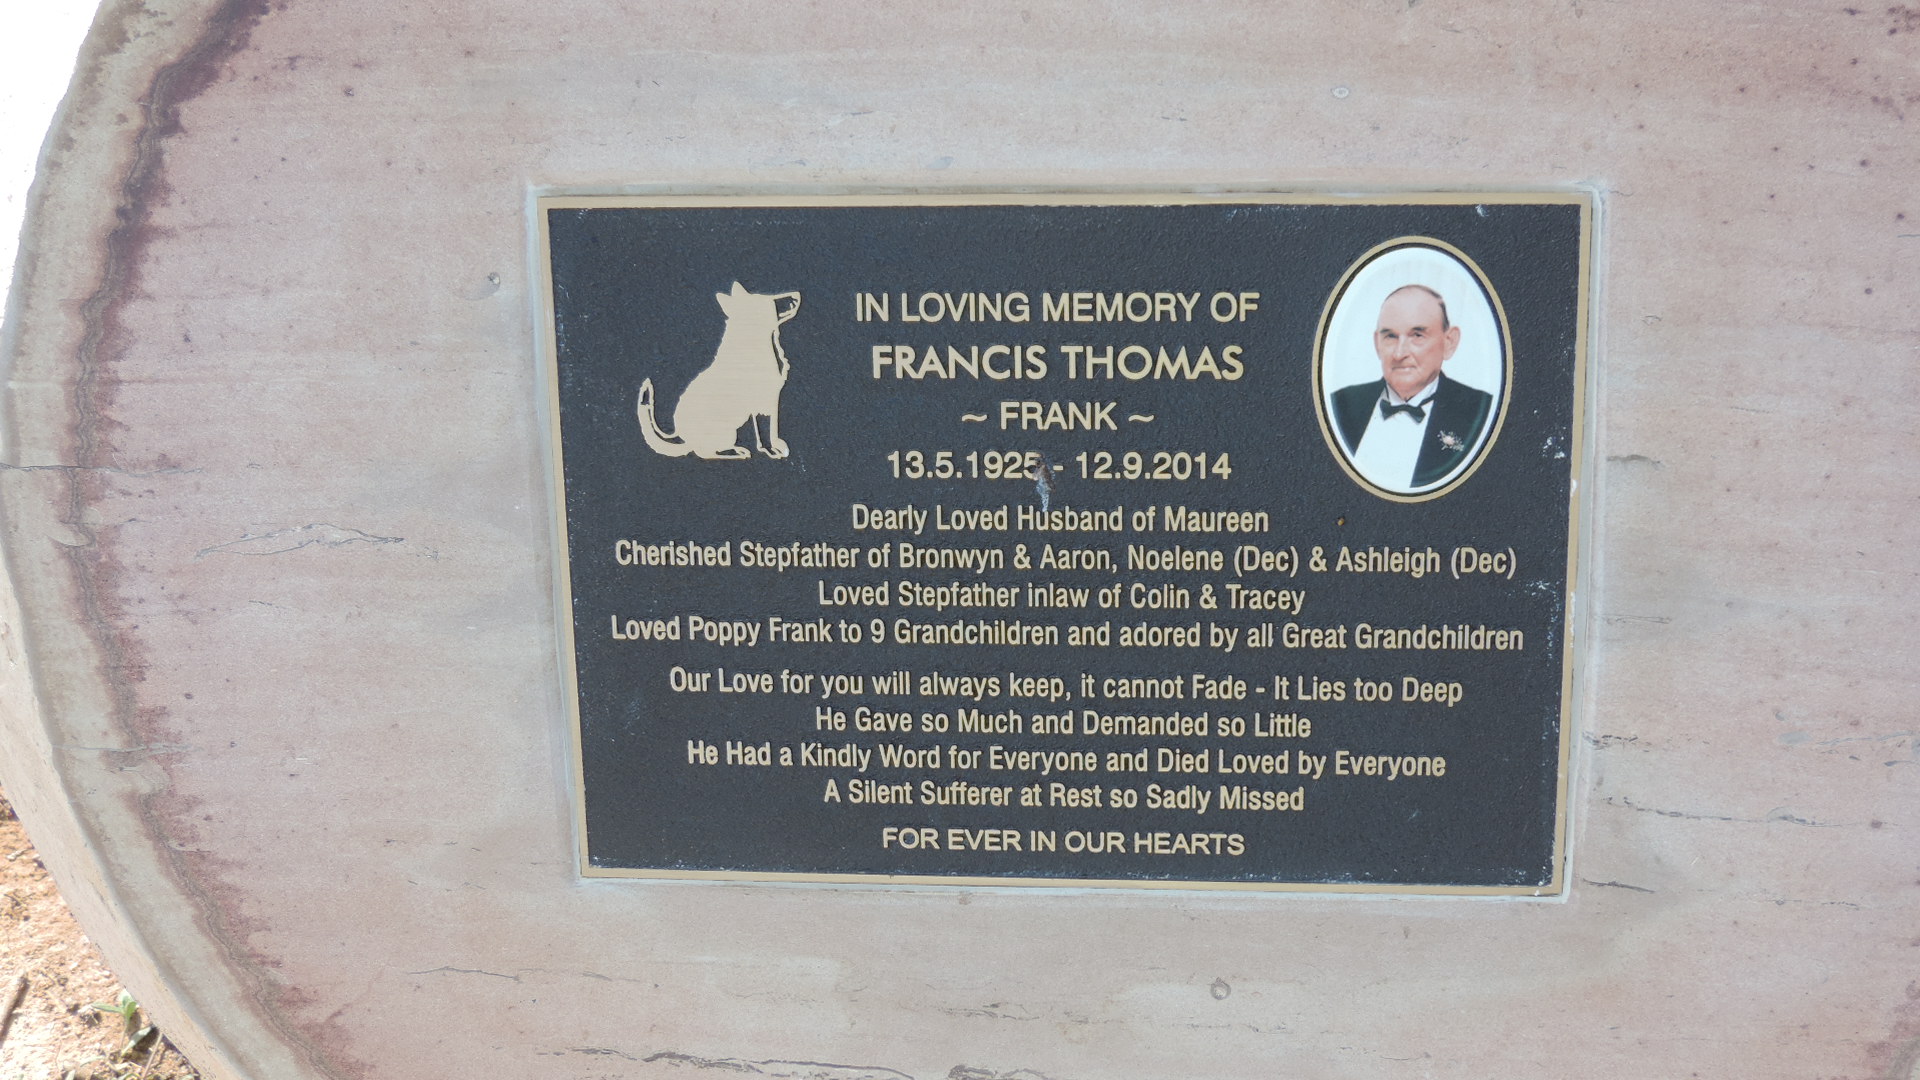 IN LOVING MEMORY OF
FRANCIS THOMAS
~ FRANK ~
13.5.1925 - 12.9.2014
Dearly Loved Husband of Maureen
Cherished Stepfather of Bronwyn & Aaron, Noelene (Dec) & Ashleigh (Dec)
Loved Stepfather inlaw of Colin & Tracey
Loved Poppy Frank to 9 Grandchildren and adored by all Great Grandchildren
Our Love for you will always keep, it cannot Fade - It Lies too Deep
He Gave so Much and Demanded so Little
He Had a Kindly Word for Everyone and Died Loved by Everyone
A Silent Sufferer at Rest so Sadly Missed
FOR EVER IN OUR HEARTS